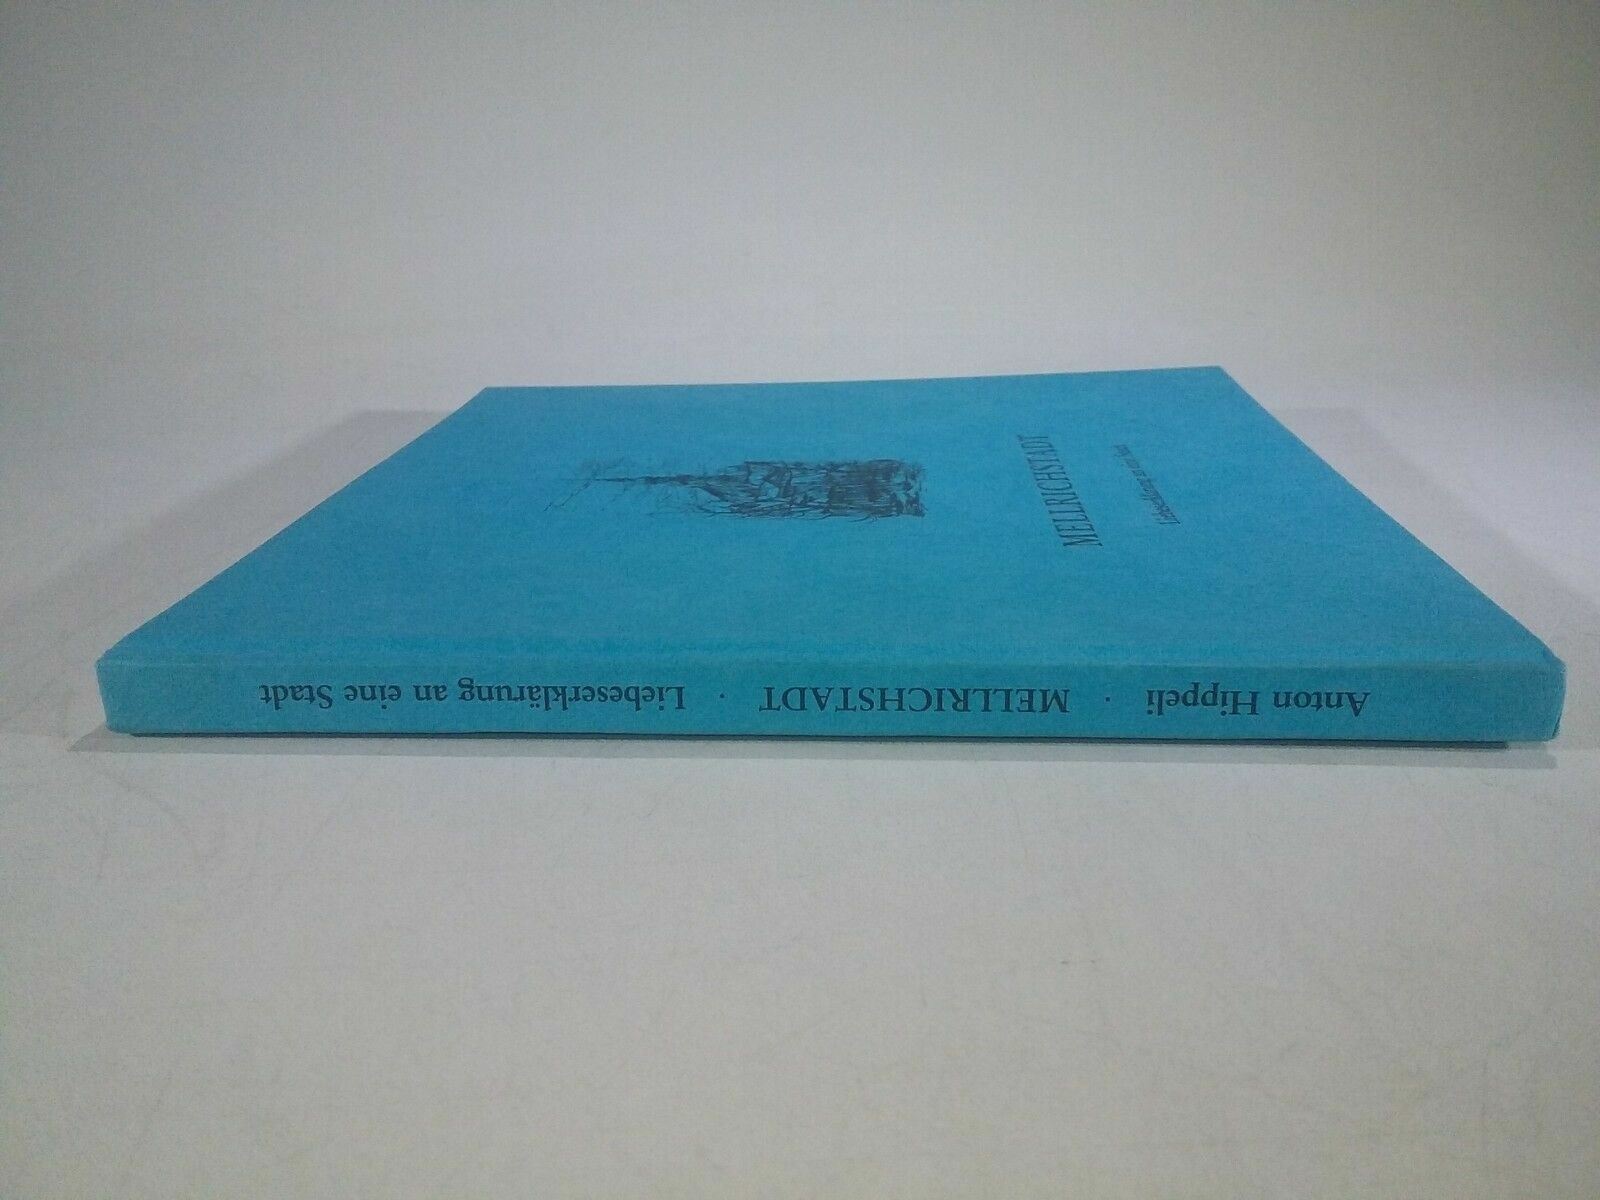 MELLRICHSTADT
Liebeserklärung an eine Stadt
Anton Hippeli · MELLRICHSTADT · Liebeserklärung an eine Stadt